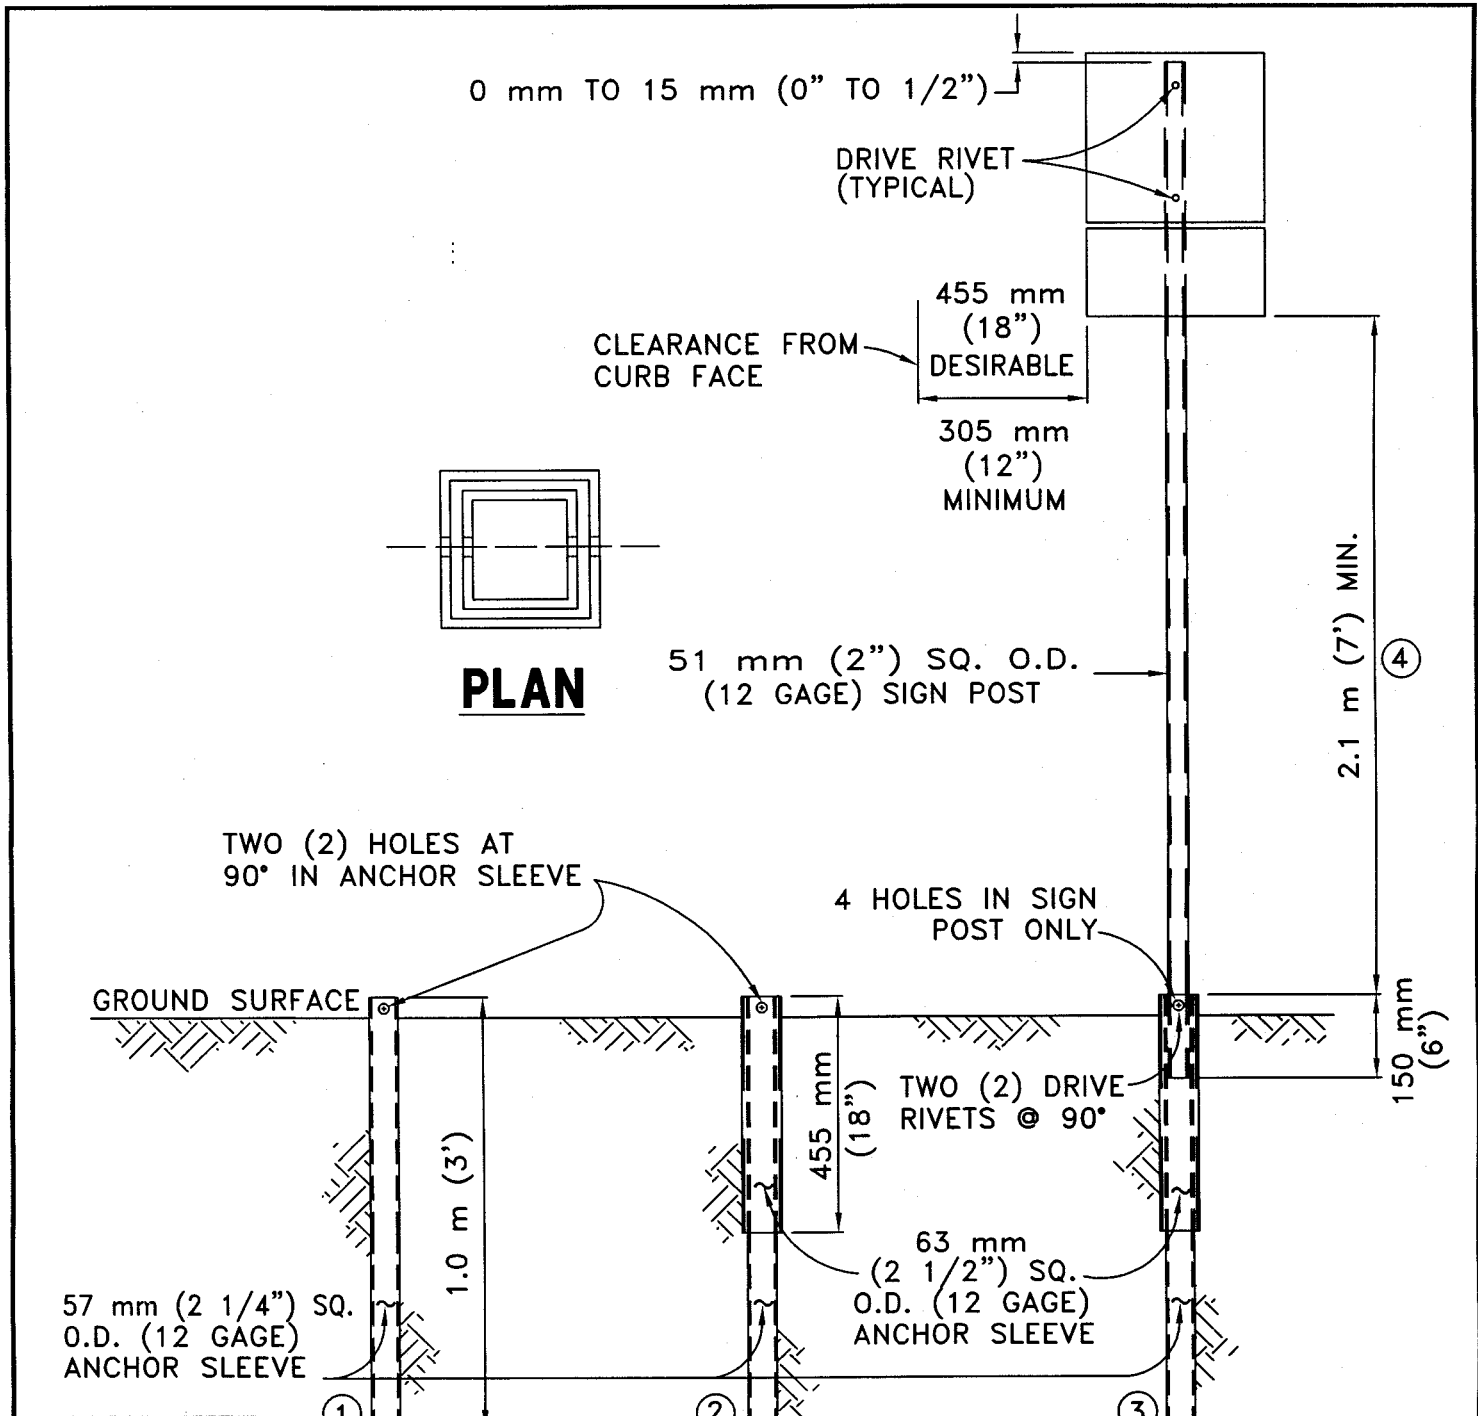 0 mm TO 15 mm (0" TO 1/2")
DRIVE RIVET
(TYPICAL)
455 mm
(18")
DESIRABLE
CLEARANCE FROM
CURB FACE
305 mm
(12")
MINIMUM
PLAN
51 mm (2") SQ. O.D.
(12 GAGE) SIGN POST
2.1 m (7') MIN.
4
TWO (2) HOLES AT
90° IN ANCHOR SLEEVE
4 HOLES IN SIGN
POST ONLY
GROUND SURFACE
455 mm
(18")
TWO (2) DRIVE
RIVETS @ 90°
150 mm
(6")
1.0 m (3')
63 mm
(2 1/2") SQ.
O.D. (12 GAGE)
ANCHOR SLEEVE
57 mm (2 1/4") SQ.
O.D. (12 GAGE)
ANCHOR SLEEVE
1
2
3